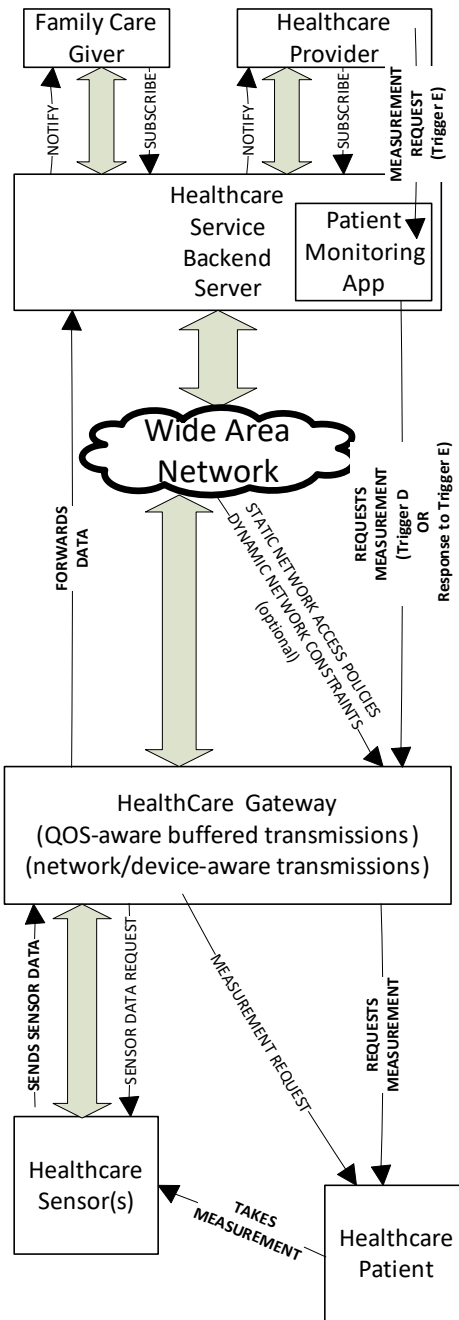 Family Care
Giver
Healthcare
Provider
NOTIFY
SUBSCRIBE
NOTIFY
SUBSCRIBE
MEASUREMENT
REQUEST
(Trigger E)
Healthcare
Service
Backend
Server
Patient
Monitoring
App
Wide Area
Network
FORWARDS
DATA
STATIC NETWORK ACCESS POLICIES
DYNAMIC NETWORK CONSTRAINTS
(optional)
REQUESTS
MEASUREMENT
(Trigger D
OR
Response to Trigger E)
HealthCare Gateway
(QOS-aware buffered transmissions)
(network/device-aware transmissions)
SENDS SENSOR DATA
SENSOR DATA REQUEST
MEASUREMENT REQUEST
REQUESTS
MEASUREMENT
Healthcare
Sensor(s)
TAKES
MEASUREMENT
Healthcare
Patient